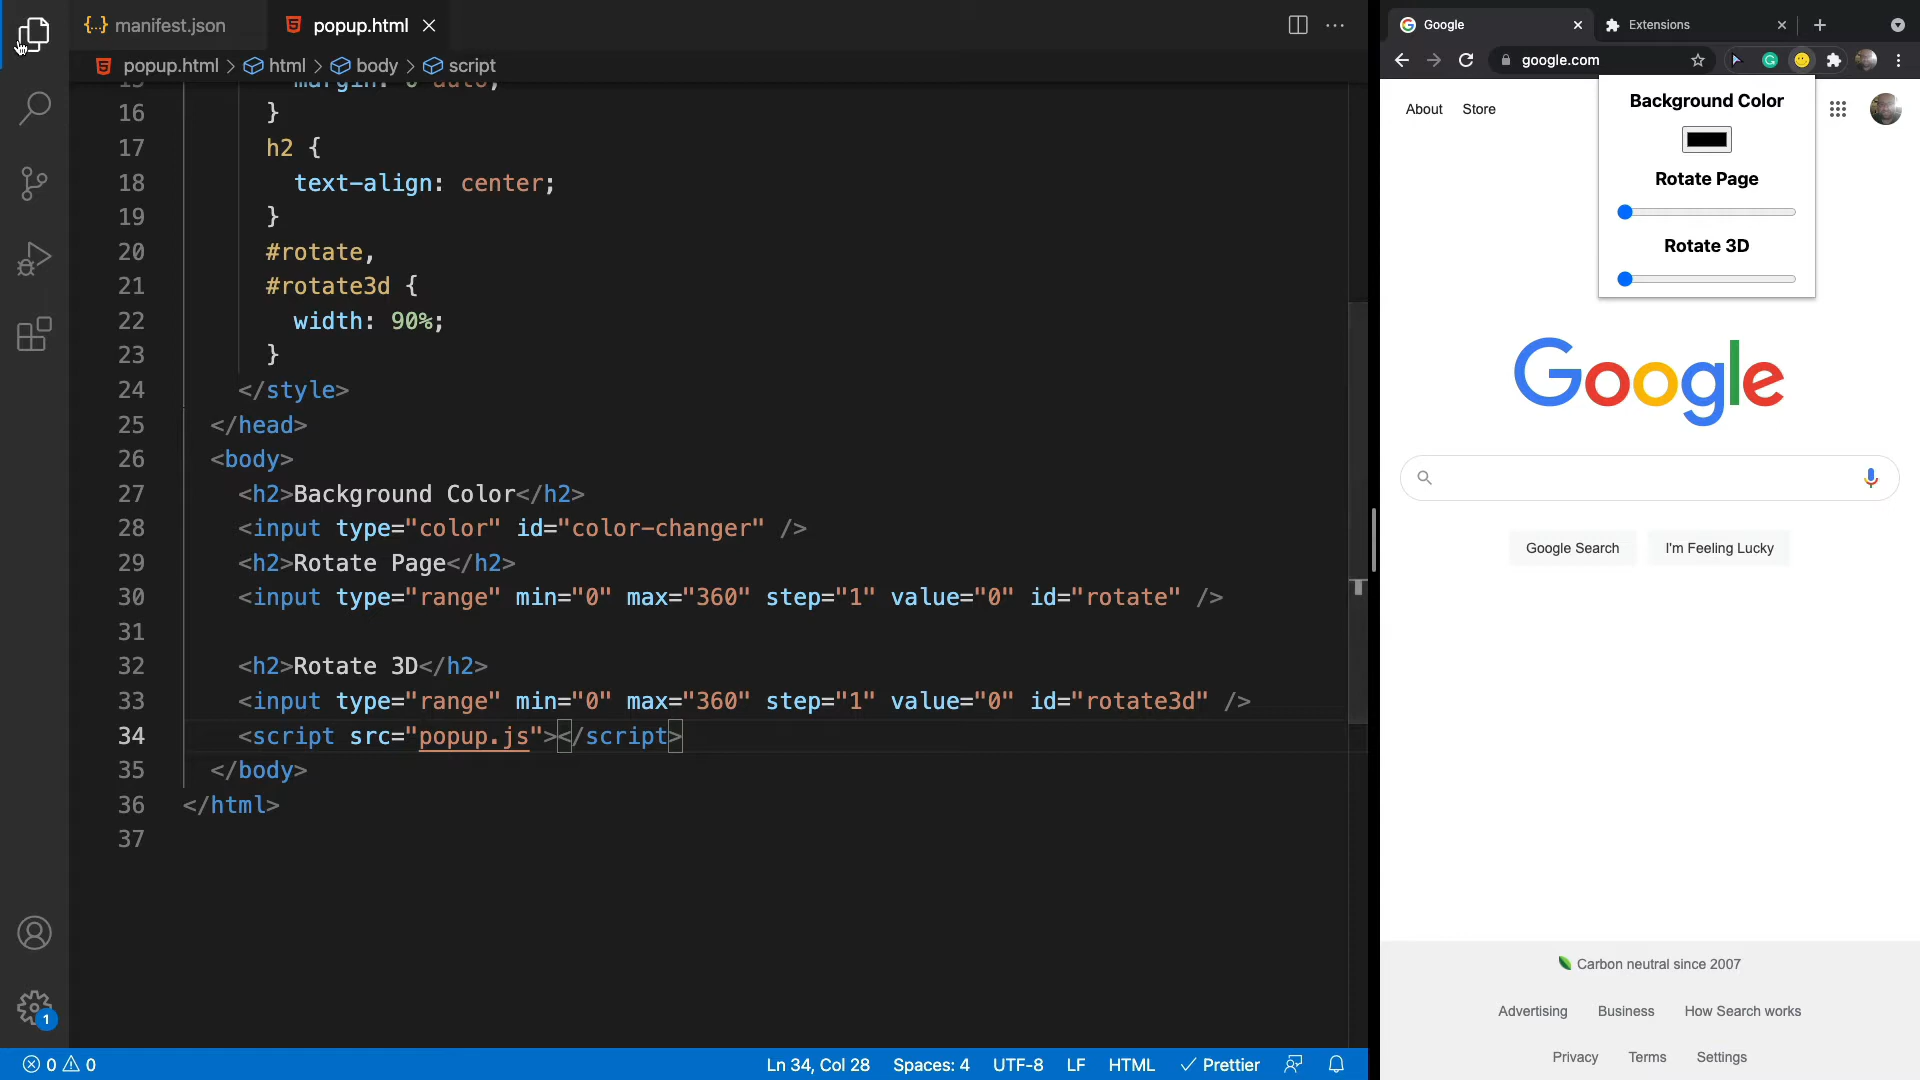 manifest.json
popup.html
popup.html > html > body > script
15 margin: 0 auto;
16 }
17 h2 {
18 text-align: center;
19 }
20 #rotate,
21 #rotate3d {
22 width: 90%;
23 }
24 </style>
25 </head>
26 <body>
27 <h2>Background Color</h2>
28 <input type="color" id="color-changer" />
29 <h2>Rotate Page</h2>
30 <input type="range" min="0" max="360" step="1" value="0" id="rotate" />
31
32 <h2>Rotate 3D</h2>
33 <input type="range" min="0" max="360" step="1" value="0" id="rotate3d" />
34 <script src="popup.js"></script>
35 </body>
36 </html>
37
1
0 0
Ln 34, Col 28 Spaces: 4 UTF-8 LF HTML Prettier
Google
Extensions
google.com
About Store
Background Color
Rotate Page
Rotate 3D
Google
Google Search I'm Feeling Lucky
Carbon neutral since 2007
Advertising Business How Search works
Privacy Terms Settings